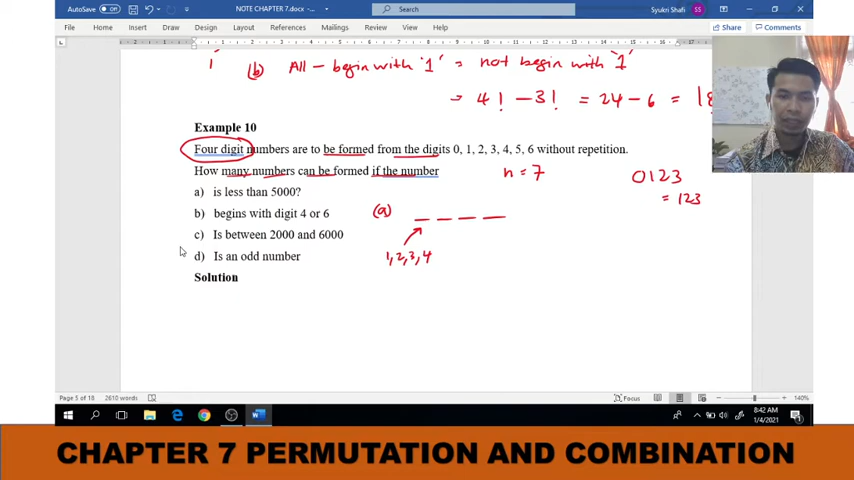 AutoSave Off
NOTE CHAPTER 7.docx
Search
Syukri Shafi
SS
File Home Insert Draw Design Layout References Mailings Review View Help
Share Comments
(b) All - begin with '1' = not begin with '1'
→ 4! - 3! = 24 - 6 = 18
Example 10
Four digit numbers are to be formed from the digits 0, 1, 2, 3, 4, 5, 6 without repetition.
How many numbers can be formed if the number
n = 7
0123
= 123
a) is less than 5000?
b) begins with digit 4 or 6
c) Is between 2000 and 6000
d) Is an odd number
(a)
1,2,3,4
Solution
Page 5 of 18 2610 words
Focus
140%
8:42 AM
1/4/2021
CHAPTER 7 PERMUTATION AND COMBINATION